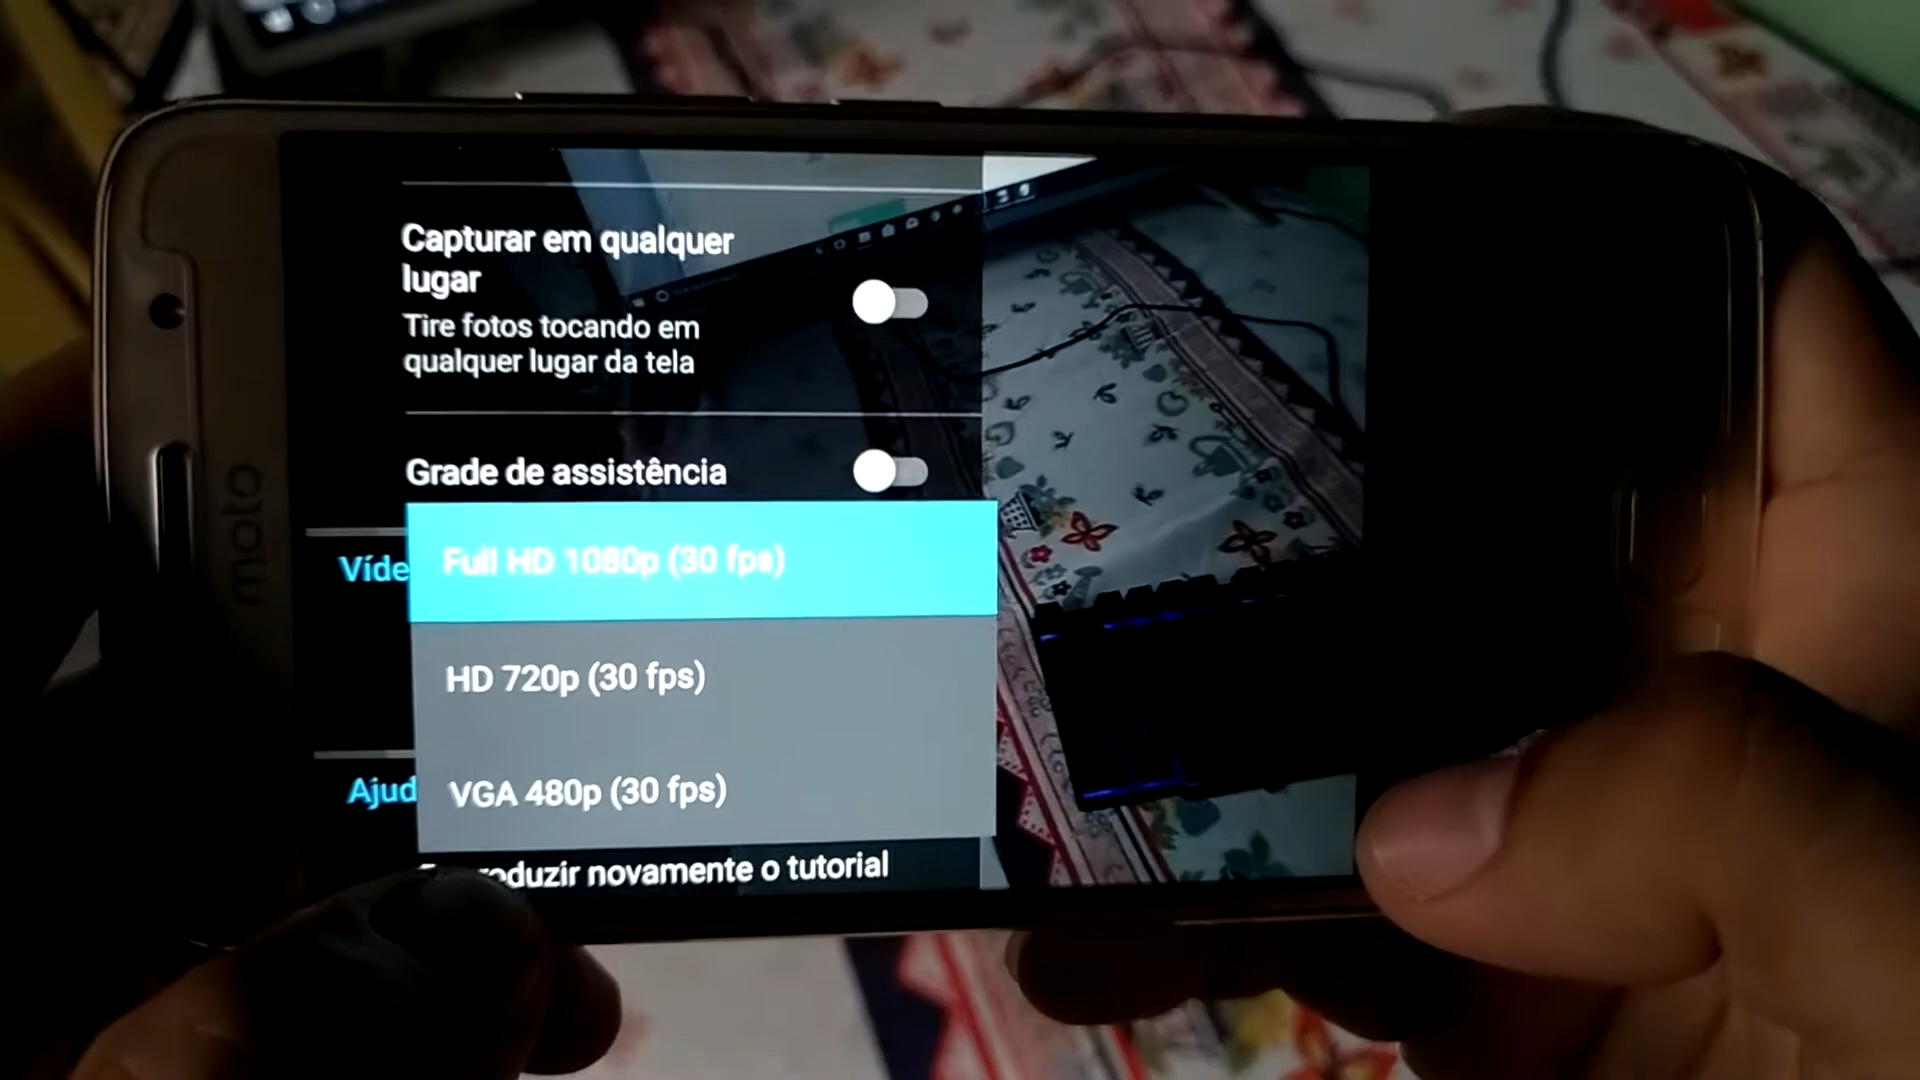 moto
Capturar em qualquer
lugar
Tire fotos tocando em
qualquer lugar da tela
Grade de assistência
Víde
Full HD 1080p (30 fps)
HD 720p (30 fps)
VGA 480p (30 fps)
Ajud
novamente o tutorial